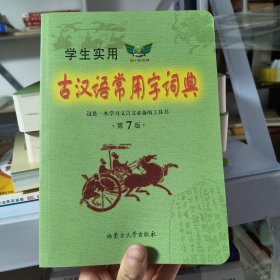 学生实用
古汉语常用字词典
这是一本学习文言文必备的工具书
·第7版·
内蒙古大学出版社